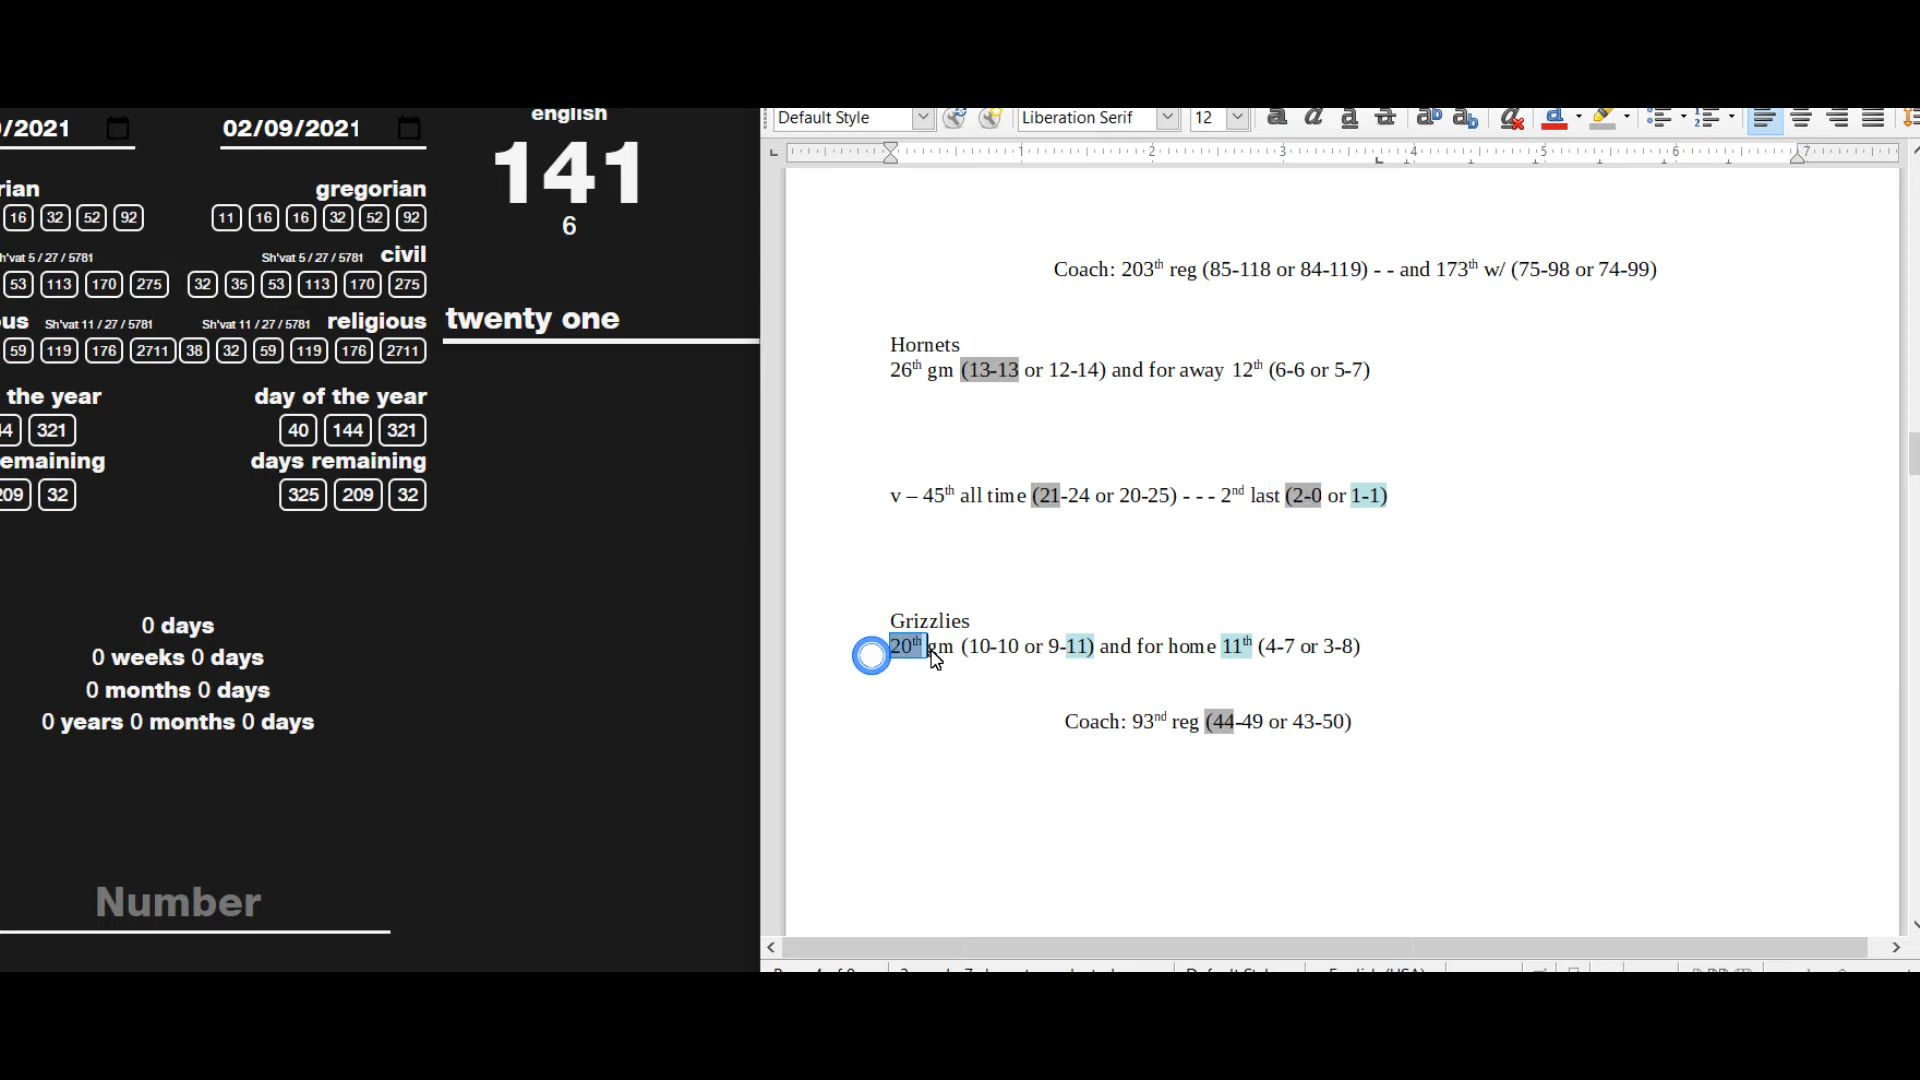 /2021
02/09/2021
rian
16 32 52 92
gregorian
11 16 16 32 52 92
h'vat 5 / 27 / 5781
Sh'vat 5 / 27 / 5781 civil
53 113 170 275
32 35 53 113 170 275
us Sh'vat 11 / 27 / 5781
Sh'vat 11 / 27 / 5781 religious
59 119 176 2711
38 32 59 119 176 2711
the year
day of the year
4 321
40 144 321
emaining
days remaining
09 32
325 209 32
0 days
0 weeks 0 days
0 months 0 days
0 years 0 months 0 days
Number
english
141
6
twenty one
Default Style
Liberation Serif
12
1 2 3 4 5 6 7
Coach: 203th reg (85-118 or 84-119) - - and 173th w/ (75-98 or 74-99)
Hornets
26th gm (13-13 or 12-14) and for away 12th (6-6 or 5-7)
v – 45th all time (21-24 or 20-25) - - - 2nd last (2-0 or 1-1)
Grizzlies
20th gm (10-10 or 9-11) and for home 11th (4-7 or 3-8)
Coach: 93nd reg (44-49 or 43-50)